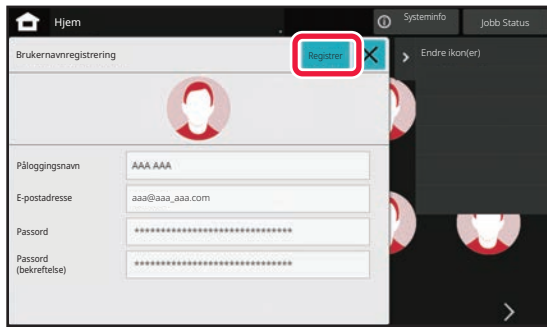 Hjem
Systeminfo
Jobb Status
Brukernavnregistrering
Registrer
Endre ikon(er)
Påloggingsnavn
AAA AAA
E-postadresse
aaa@aaa_aaa.com
Passord
********************************
Passord
(bekreftelse)
********************************